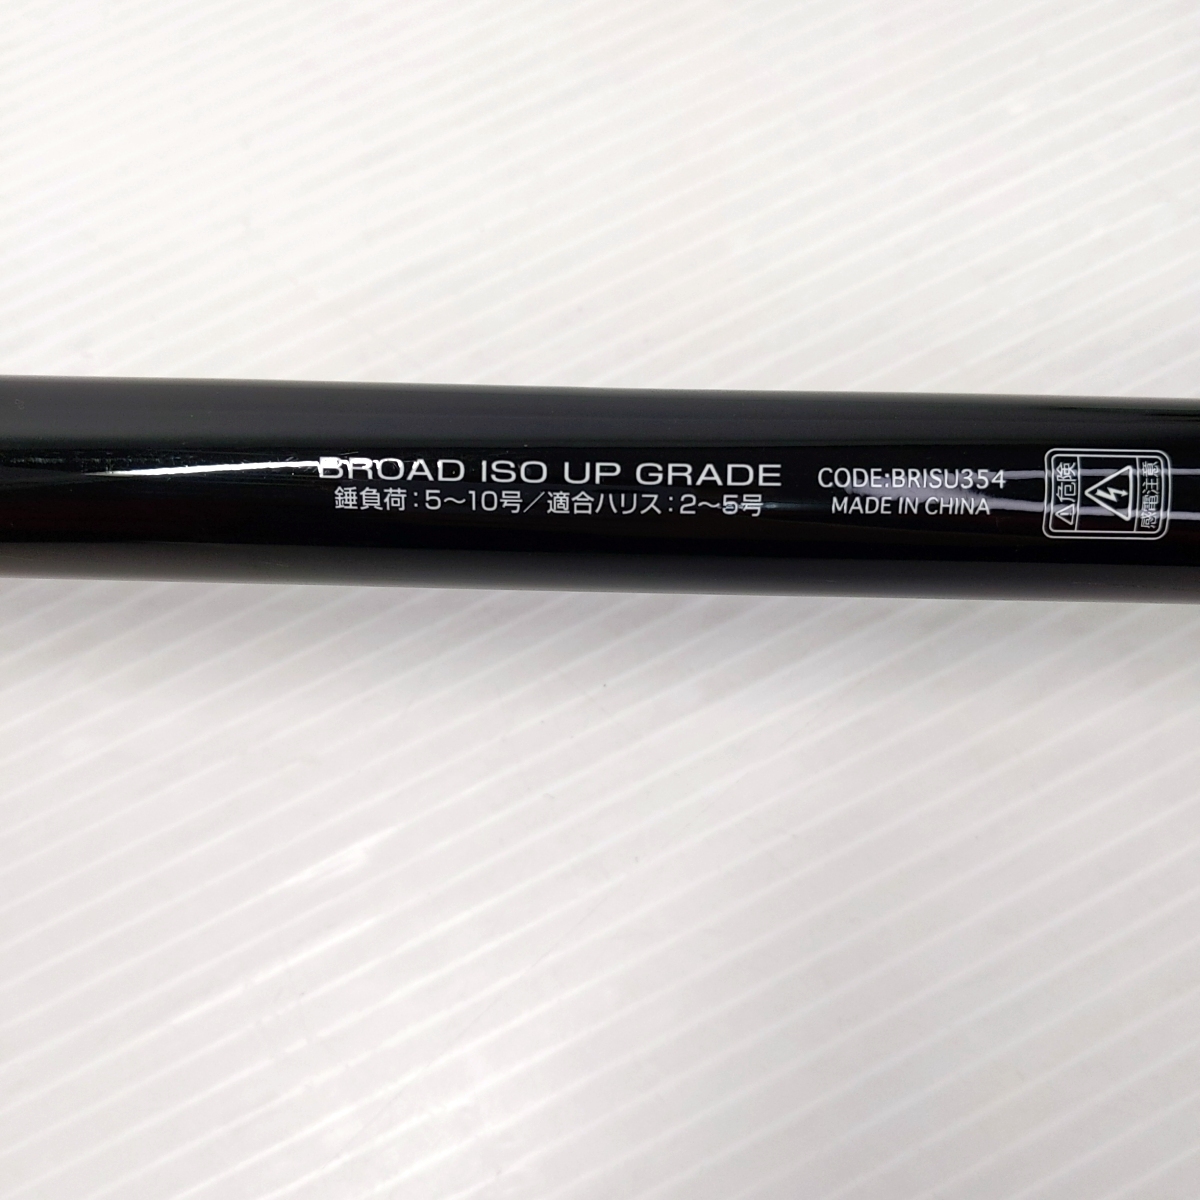 BROAD ISO UP GRADE
錘負荷:5〜10号/適合ハリス:2〜5号
CODE:BRISU354
MADE IN CHINA
⚠危険
感電注意